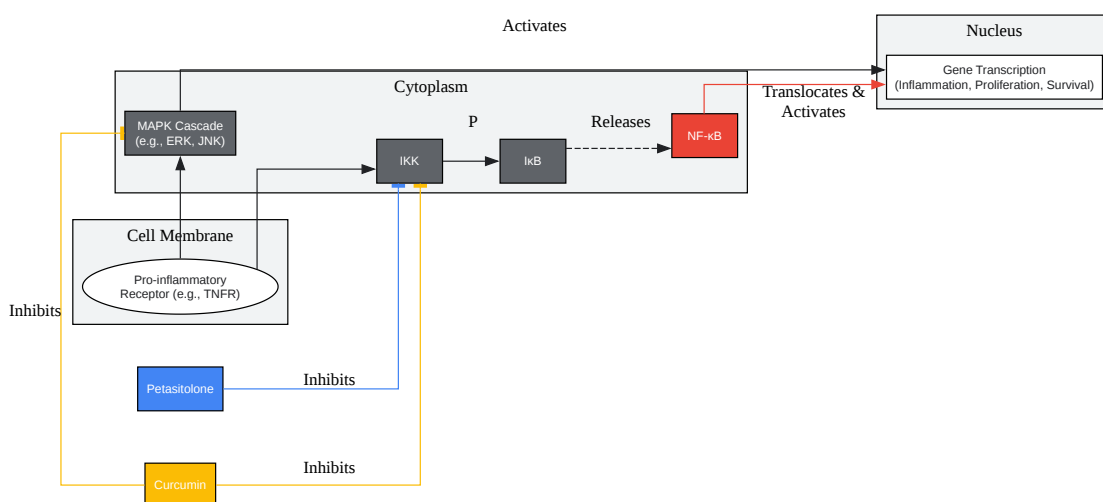 Activates
Nucleus
Gene Transcription
(Inflammation, Proliferation, Survival)
Cytoplasm
Translocates &
Activates
MAPK Cascade
(e.g., ERK, JNK)
P
Releases
NF-κB
IKK
IκB
Cell Membrane
Pro-inflammatory
Receptor (e.g., TNFR)
Inhibits
Petasitolone
Inhibits
Curcumin
Inhibits